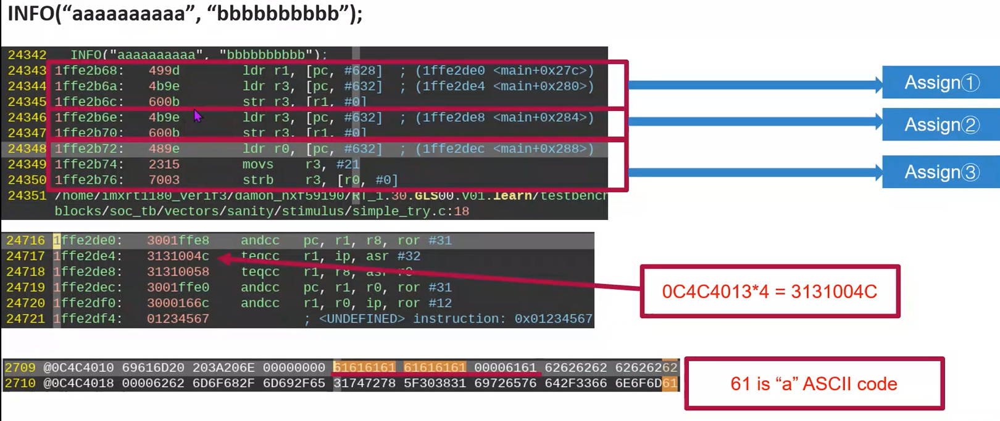 INFO(“aaaaaaaaaa”, “bbbbbbbbbb”);
24342 INFO("aaaaaaaaaa", "bbbbbbbbbb");
24343 1ffe2b68: 499d ldr r1, [pc, #628] ; (1ffe2de0 <main+0x27c>)
24344 1ffe2b6a: 4b9e ldr r3, [pc, #632] ; (1ffe2de4 <main+0x280>)
24345 1ffe2b6c: 600b str r3, [r1, #0]
24346 1ffe2b6e: 4b9e ldr r3, [pc, #632] ; (1ffe2de8 <main+0x284>)
24347 1ffe2b70: 600b str r3, [r1, #0]
24348 1ffe2b72: 489e ldr r0, [pc, #632] ; (1ffe2dec <main+0x288>)
24349 1ffe2b74: 2315 movs r3, #21
24350 1ffe2b76: 7003 strb r3, [r0, #0]
24351 /home/imxrt1180_verif3/damon_nxf59190/RT_1.30.GLS00.V01.learn/testbench
blocks/soc_tb/vectors/sanity/stimulus/simple_try.c:18
Assign①
Assign②
Assign③
24716 1ffe2de0: 3001ffe8 andcc pc, r1, r8, ror #31
24717 1ffe2de4: 3131004c teqcc r1, ip, asr #32
24718 1ffe2de8: 31310058 teqcc r1, r8, asr r0
24719 1ffe2dec: 3001ffe0 andcc pc, r1, r0, ror #31
24720 1ffe2df0: 3000166c andcc r1, r0, ip, ror #12
24721 1ffe2df4: 01234567 ; <UNDEFINED> instruction: 0x01234567
0C4C4013*4 = 3131004C
2709 @0C4C4010 69616D20 203A206E 00000000 61616161 61616161 00006161 62626262 62626262
2710 @0C4C4018 00006262 6D6F682F 6D692F65 31747278 5F303831 69726576 642F3366 6E6F6D61
61 is “a” ASCII code